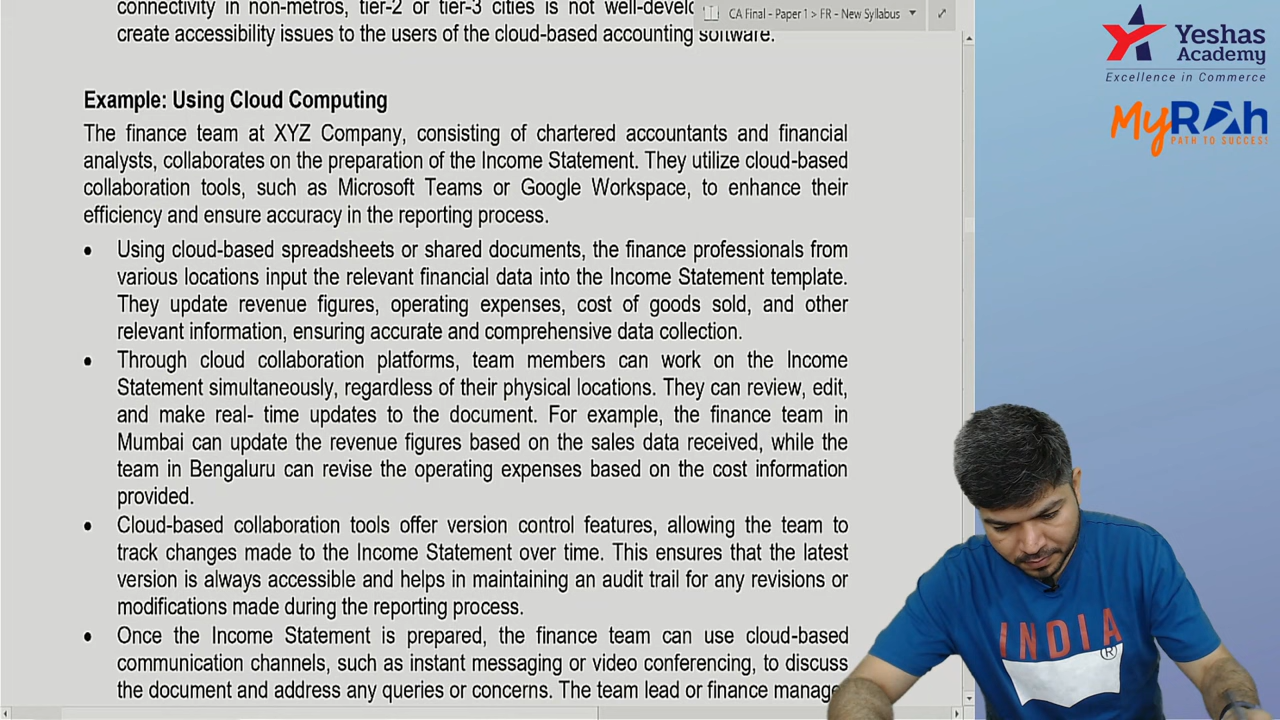 connectivity in non-metros, tier-2 or tier-3 cities is not
create accessibility issues to the users of the cloud-based accounting software.
CA Final - Paper 1 > FR - New Syllabus
Example: Using Cloud Computing
The finance team at XYZ Company, consisting of chartered accountants and financial
analysts, collaborates on the preparation of the Income Statement. They utilize cloud-based
collaboration tools, such as Microsoft Teams or Google Workspace, to enhance their
efficiency and ensure accuracy in the reporting process.
• Using cloud-based spreadsheets or shared documents, the finance professionals from
various locations input the relevant financial data into the Income Statement template.
They update revenue figures, operating expenses, cost of goods sold, and other
relevant information, ensuring accurate and comprehensive data collection.
• Through cloud collaboration platforms, team members can work on the Income
Statement simultaneously, regardless of their physical locations. They can review, edit,
and make real- time updates to the document. For example, the finance team in
Mumbai can update the revenue figures based on the sales data received, while the
team in Bengaluru can revise the operating expenses based on the cost information
provided.
• Cloud-based collaboration tools offer version control features, allowing the team to
track changes made to the Income Statement over time. This ensures that the latest
version is always accessible and helps in maintaining an audit trail for any revisions or
modifications made during the reporting process.
• Once the Income Statement is prepared, the finance team can use cloud-based
communication channels, such as instant messaging or video conferencing, to discuss
the document and address any queries or concerns. The team lead or finance
Yeshas
Academy
Excellence in Commerce
MyRAh
PATH TO SUCCESS
INDIA
®